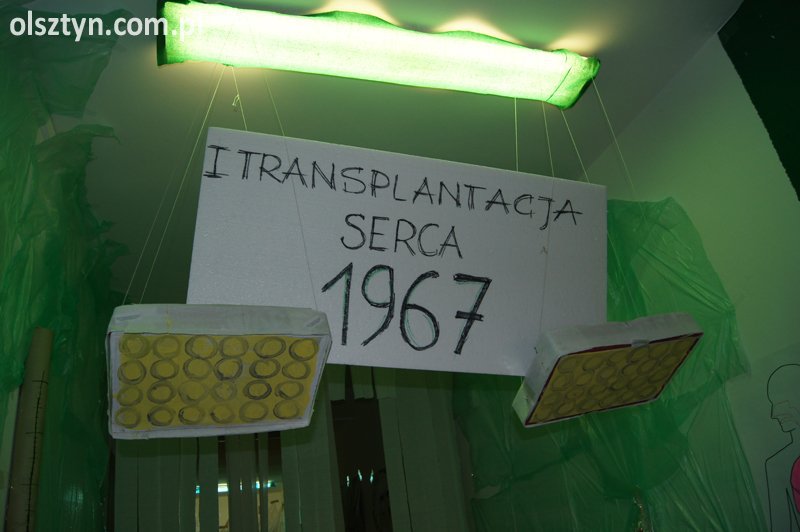 olsztyn.com.pl
I TRANSPLANTACJA
SERCA
1967